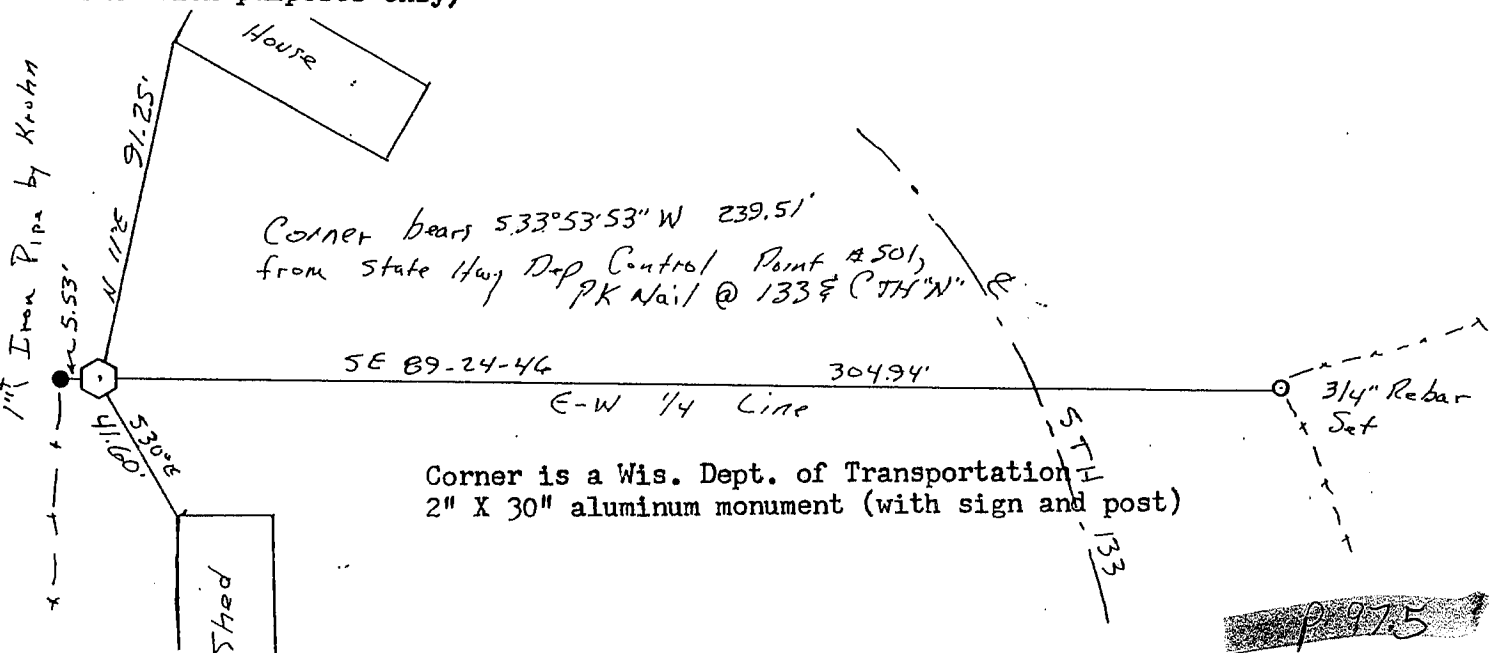 purposes only)
House
1" Iron Pipe by Krohn
5.53'
N 11°E 91.25'
Corner bears S.33°53'53" W 239.51'
from State Hwy Dep Control Point #501,
PK Nail @ 133 & CTH "N"
SE 89-24-46 304.94'
E-W 1/4 Line
3/4" Rebar
Set
S30°E
41.60'
Corner is a Wis. Dept. of Transportation
2" X 30" aluminum monument (with sign and post)
STH 133
Shed
P 97.5